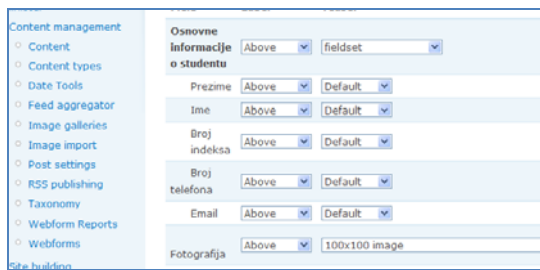 Content management
Content
Content types
Date Tools
Feed aggregator
Image galleries
Image import
Post settings
RSS publishing
Taxonomy
Webform Reports
Webforms
Site building
Osnovne
informacije Above fieldset
o studentu
Prezime Above Default
Ime Above Default
Broj
indeksa Above Default
Broj
telefona Above Default
Email Above Default
Fotografija Above 100x100 image